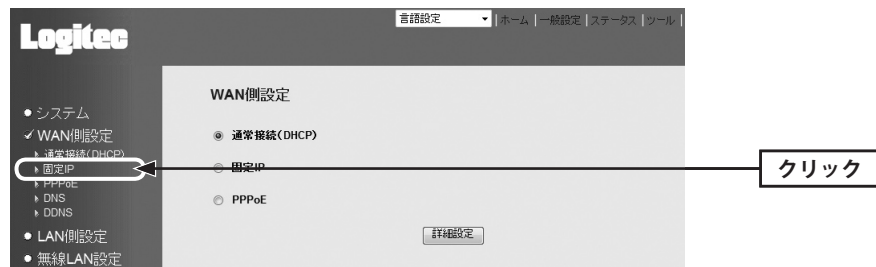 言語設定
ホーム | 一般設定 | ステータス | ツール |
Logitec
システム
WAN側設定
通常接続(DHCP)
固定IP
PPPoE
DNS
DDNS
LAN側設定
無線LAN設定
WAN側設定
通常接続(DHCP)
固定IP
PPPoE
詳細設定
クリック